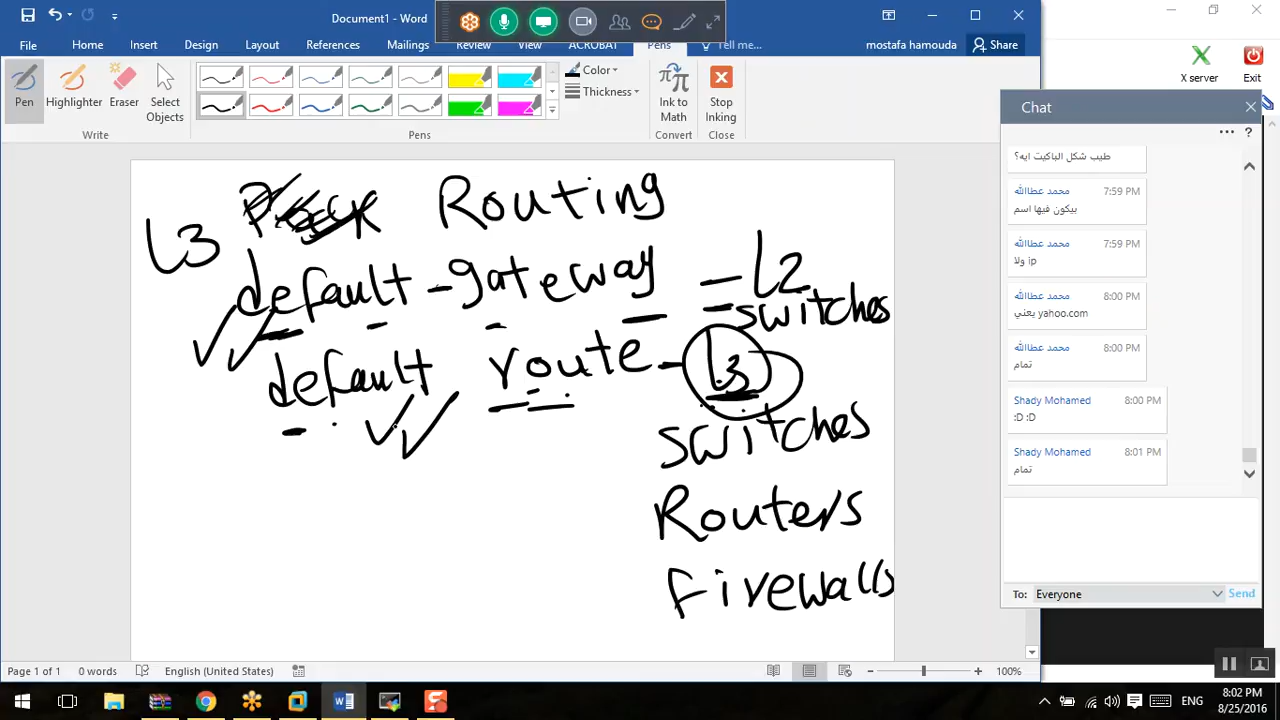 Document1 - Word
File
Home
Insert
Design
Layout
References
Mailings
Review
View
ACROBAT
Pens
Tell me...
mostafa hamouda
Share
Pen
Highlighter
Eraser
Select Objects
Write
Pens
Color
Thickness
Ink to Math
Convert
Stop Inking
Close
X server
Exit
L3 Routing
default-gateway - L2
switches
default route - L3
switches
Routers
Firewalls
Chat
طيب شكل الباكيت ايه؟
محمد عطاالله 7:59 PM
بيكون فيها اسم
محمد عطاالله 7:59 PM
ولا ip
محمد عطاالله 8:00 PM
يعني yahoo.com
محمد عطاالله 8:00 PM
تمام
Shady Mohamed 8:00 PM
:D :D
Shady Mohamed 8:01 PM
تمام
To: Everyone Send
Page 1 of 1
0 words
English (United States)
100%
ENG
8:02 PM
8/25/2016